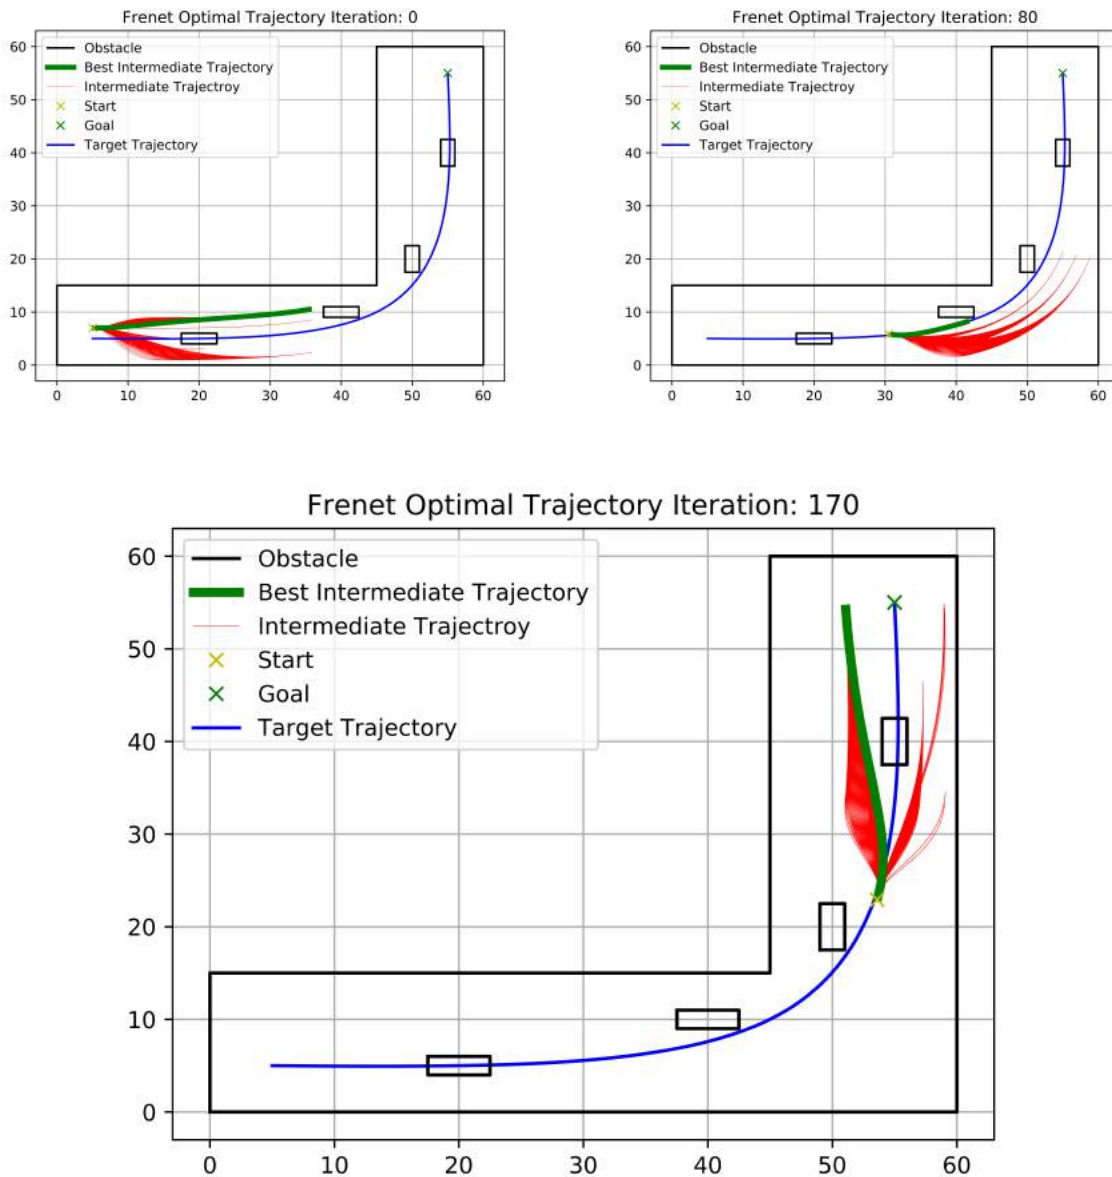 Frenet Optimal Trajectory Iteration: 0
60
50
40
30
20
10
0
Obstacle
Best Intermediate Trajectory
Intermediate Trajectroy
Start
Goal
Target Trajectory
0 10 20 30 40 50 60
Frenet Optimal Trajectory Iteration: 80
60
50
40
30
20
10
0
Obstacle
Best Intermediate Trajectory
Intermediate Trajectroy
Start
Goal
Target Trajectory
0 10 20 30 40 50 60
Frenet Optimal Trajectory Iteration: 170
60
50
40
30
20
10
0
Obstacle
Best Intermediate Trajectory
Intermediate Trajectroy
Start
Goal
Target Trajectory
0 10 20 30 40 50 60